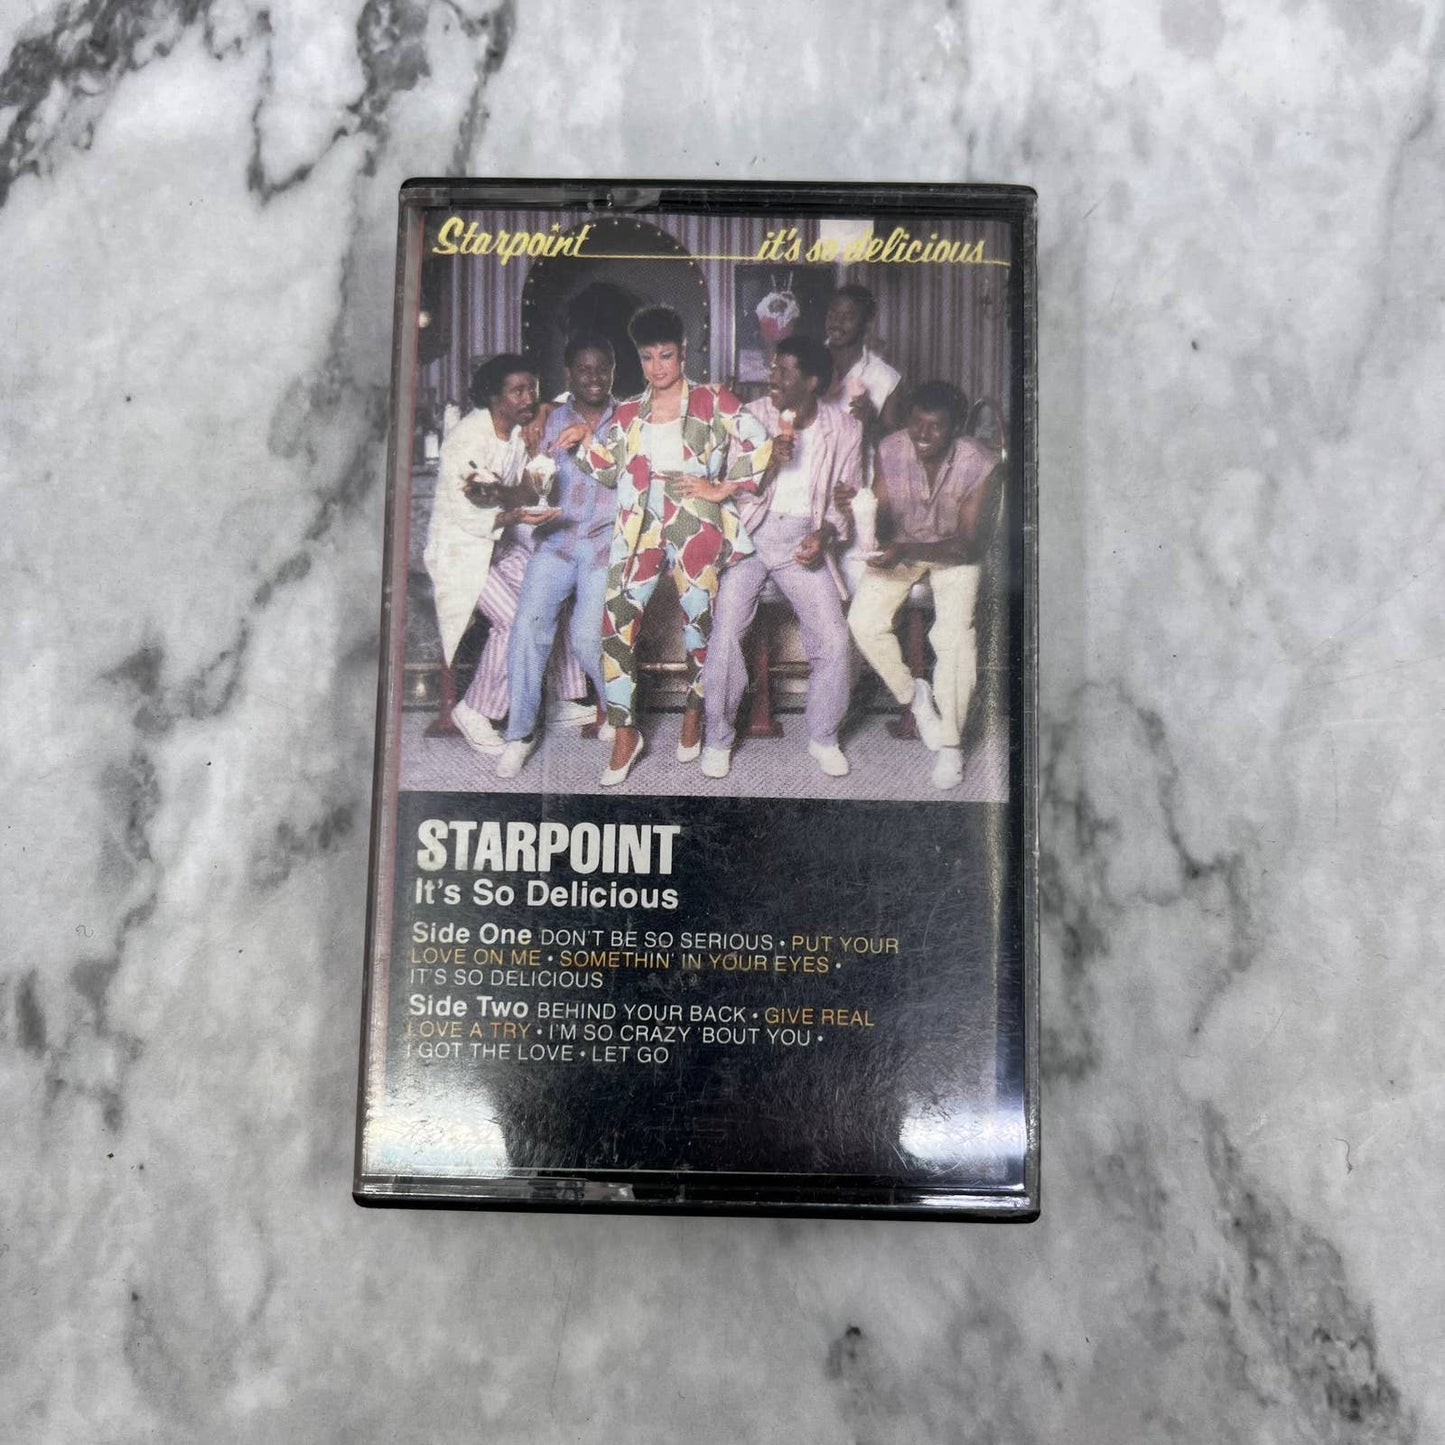 Starpoint it's so delicious
STARPOINT
It's So Delicious
Side One DON'T BE SO SERIOUS • PUT YOUR
LOVE ON ME • SOMETHIN' IN YOUR EYES •
IT'S SO DELICIOUS
Side Two BEHIND YOUR BACK • GIVE REAL
LOVE A TRY • I'M SO CRAZY 'BOUT YOU •
I GOT THE LOVE • LET GO